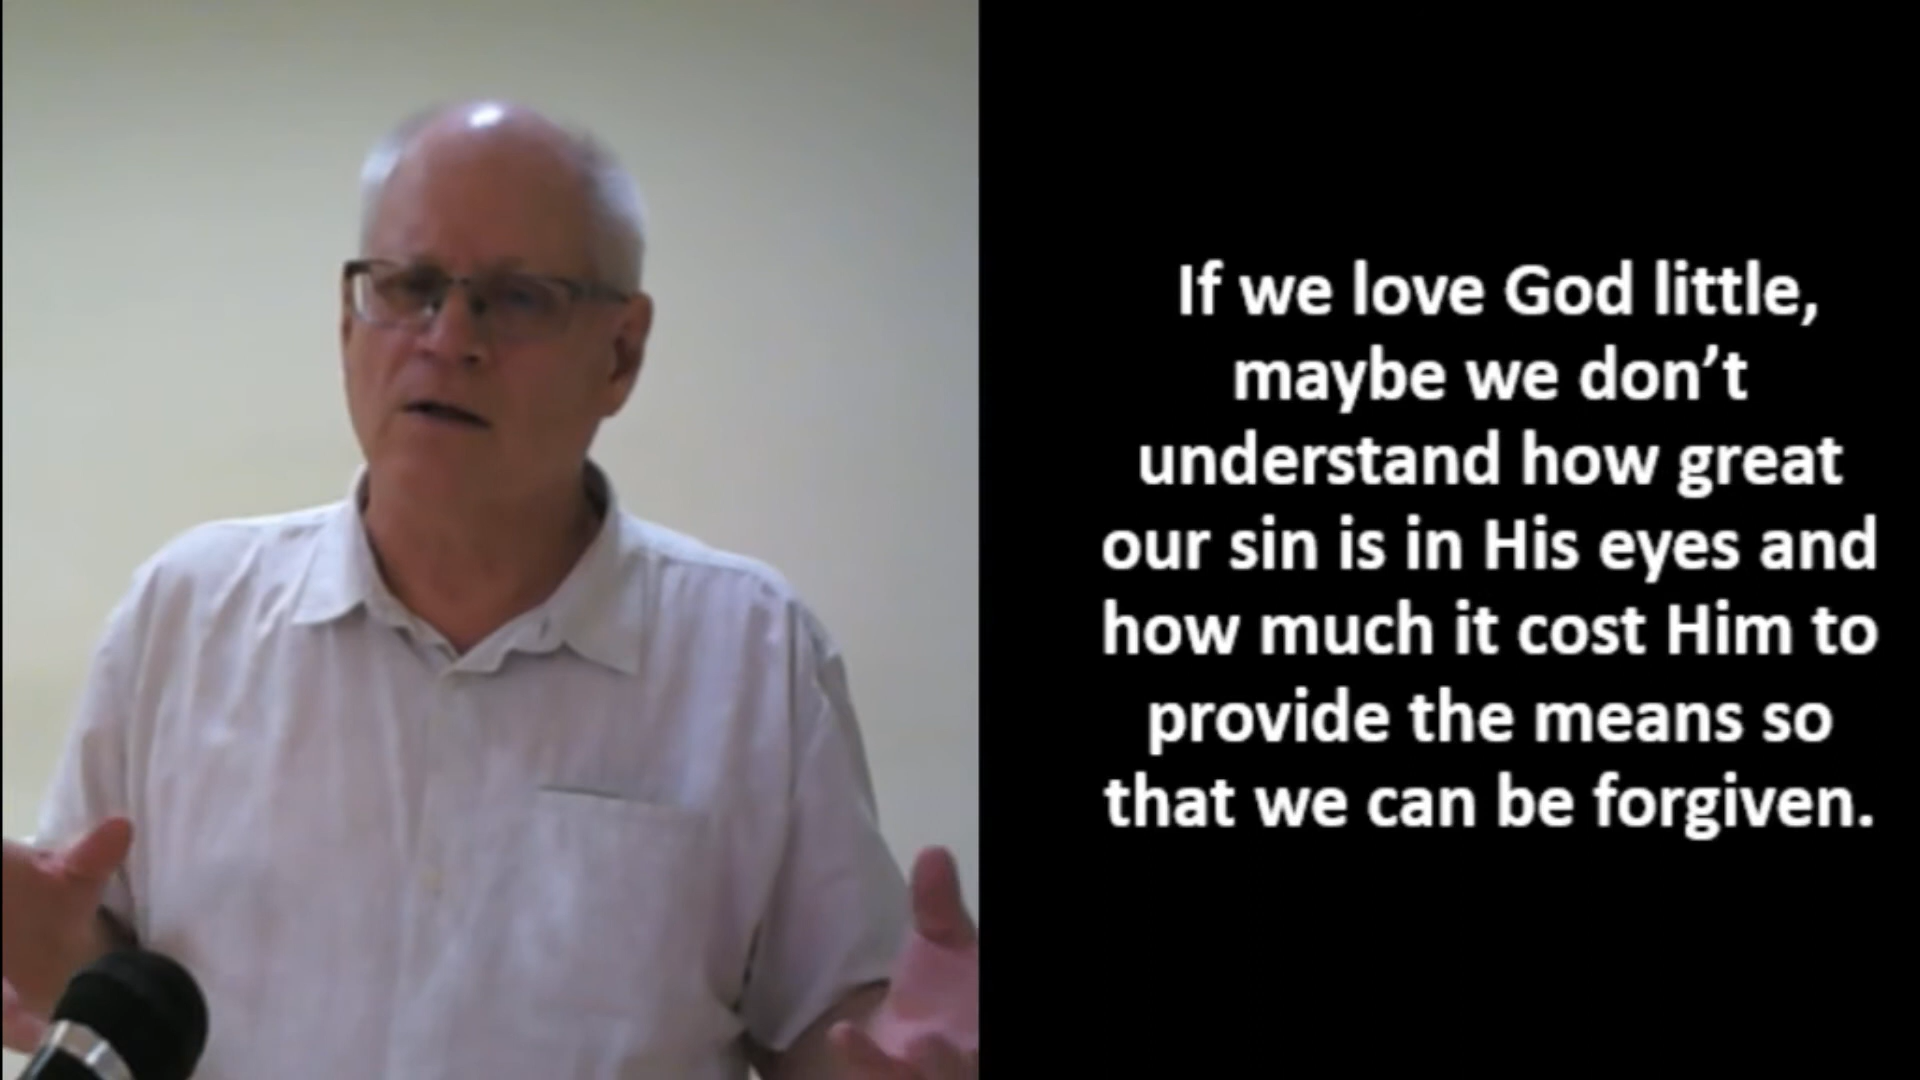 If we love God little,
maybe we don’t
understand how great
our sin is in His eyes and
how much it cost Him to
provide the means so
that we can be forgiven.